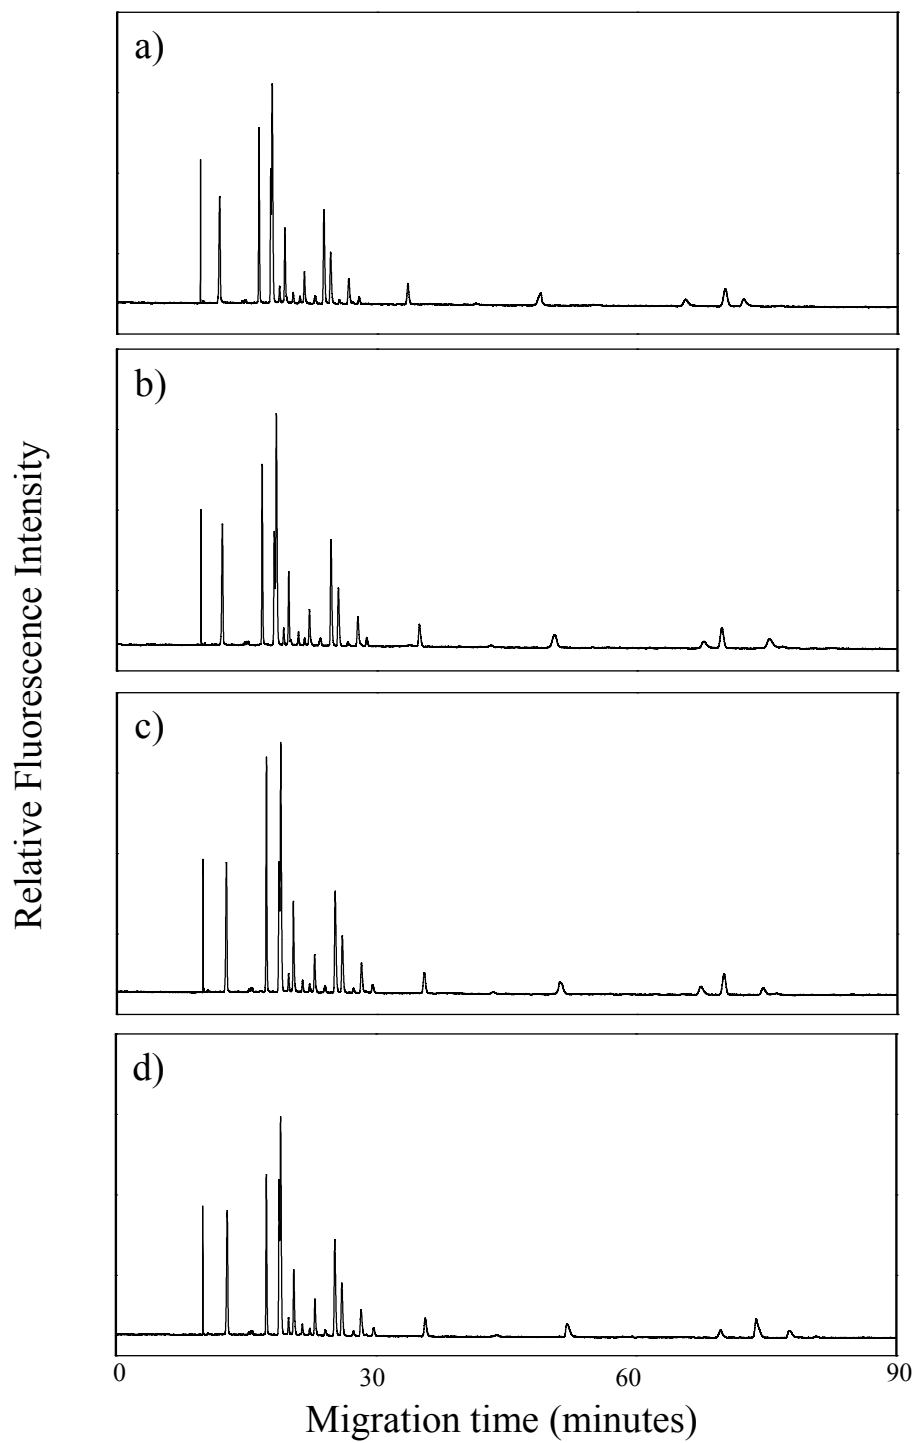 a)
b)
c)
d)
Relative Fluorescence Intensity
0 30 60 90
Migration time (minutes)